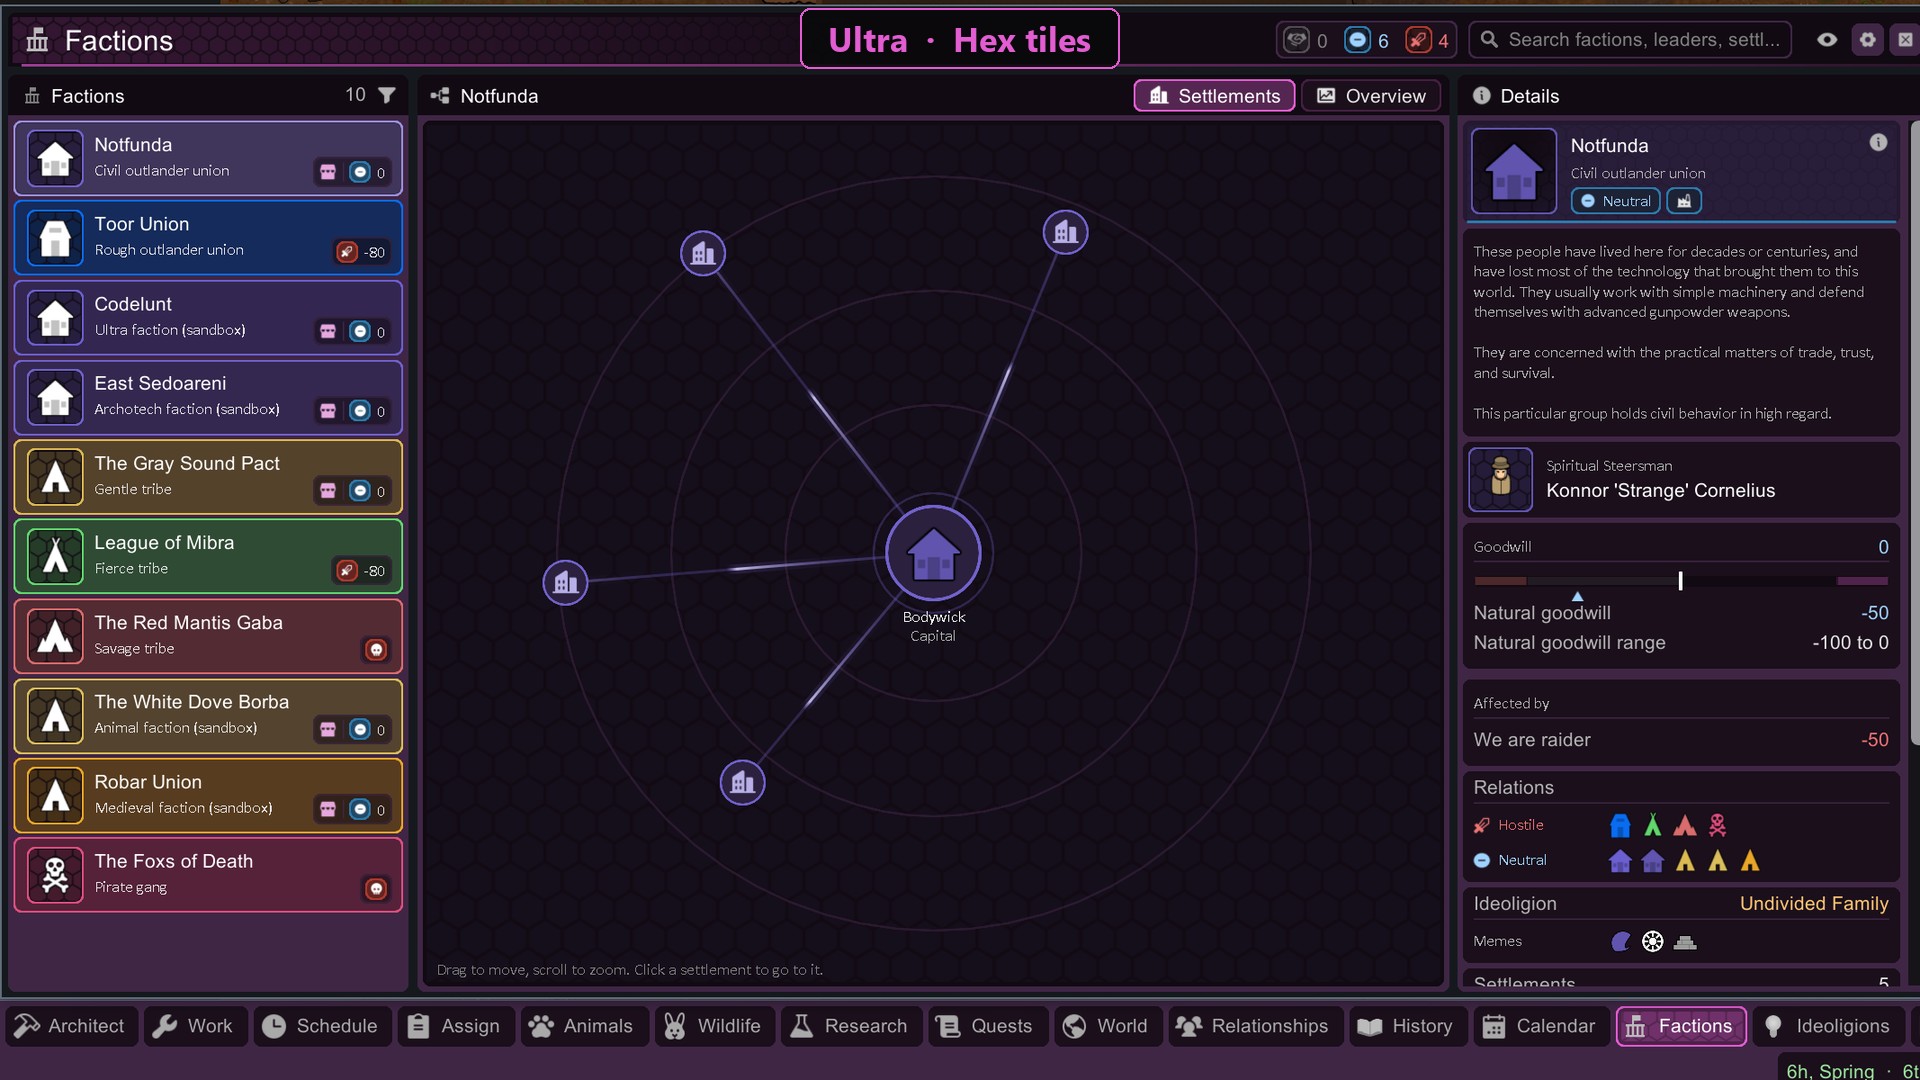 Factions
Ultra · Hex tiles
0
6
4
Search factions, leaders, settl...
Factions
10
Notfunda
Civil outlander union
0
Toor Union
Rough outlander union
-80
Codelunt
Ultra faction (sandbox)
0
East Sedoareni
Archotech faction (sandbox)
0
The Gray Sound Pact
Gentle tribe
0
League of Mibra
Fierce tribe
-80
The Red Mantis Gaba
Savage tribe
The White Dove Borba
Animal faction (sandbox)
0
Robar Union
Medieval faction (sandbox)
0
The Foxs of Death
Pirate gang
Notfunda
Settlements
Overview
Bodywick
Capital
Drag to move, scroll to zoom. Click a settlement to go to it.
Details
Notfunda
Civil outlander union
Neutral
These people have lived here for decades or centuries, and
have lost most of the technology that brought them to this
world. They usually work with simple machinery and defend
themselves with advanced gunpowder weapons.
They are concerned with the practical matters of trade, trust,
and survival.
This particular group holds civil behavior in high regard.
Spiritual Steersman
Konnor 'Strange' Cornelius
Goodwill 0
Natural goodwill -50
Natural goodwill range -100 to 0
Affected by
We are raider -50
Relations
Hostile
Neutral
Ideoligion Undivided Family
Memes
Settlements 5
Architect
Work
Schedule
Assign
Animals
Wildlife
Research
Quests
World
Relationships
History
Calendar
Factions
Ideoligions
6h, Spring · 6t